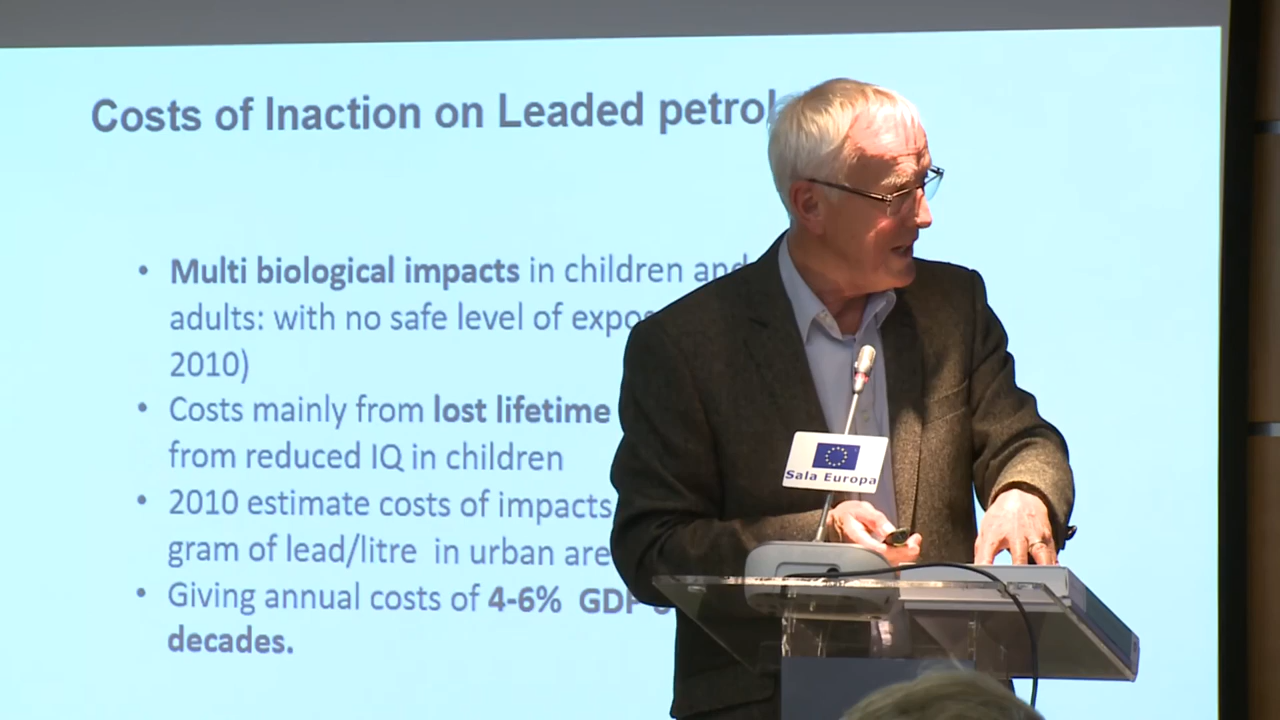 Costs of Inaction on Leaded petrol
• Multi biological impacts in children and
adults: with no safe level of
2010)
• Costs mainly from lost lifetime
from reduced IQ in children
• 2010 estimate costs of impacts
gram of lead/litre in urban
• Giving annual costs of 4-6% GDP
decades.
Sala Europa